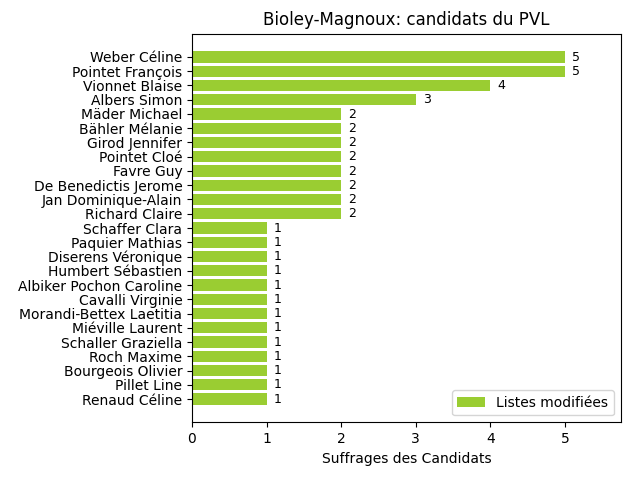 Bioley-Magnoux: candidats du PVL
Weber Céline 5
Pointet François 5
Vionnet Blaise 4
Albers Simon 3
Mäder Michael 2
Bähler Mélanie 2
Girod Jennifer 2
Pointet Cloé 2
Favre Guy 2
De Benedictis Jerome 2
Jan Dominique-Alain 2
Richard Claire 2
Schaffer Clara 1
Paquier Mathias 1
Diserens Véronique 1
Humbert Sébastien 1
Albiker Pochon Caroline 1
Cavalli Virginie 1
Morandi-Bettex Laetitia 1
Miéville Laurent 1
Schaller Graziella 1
Roch Maxime 1
Bourgeois Olivier 1
Pillet Line 1
Renaud Céline 1
Listes modifiées
0 1 2 3 4 5
Suffrages des Candidats